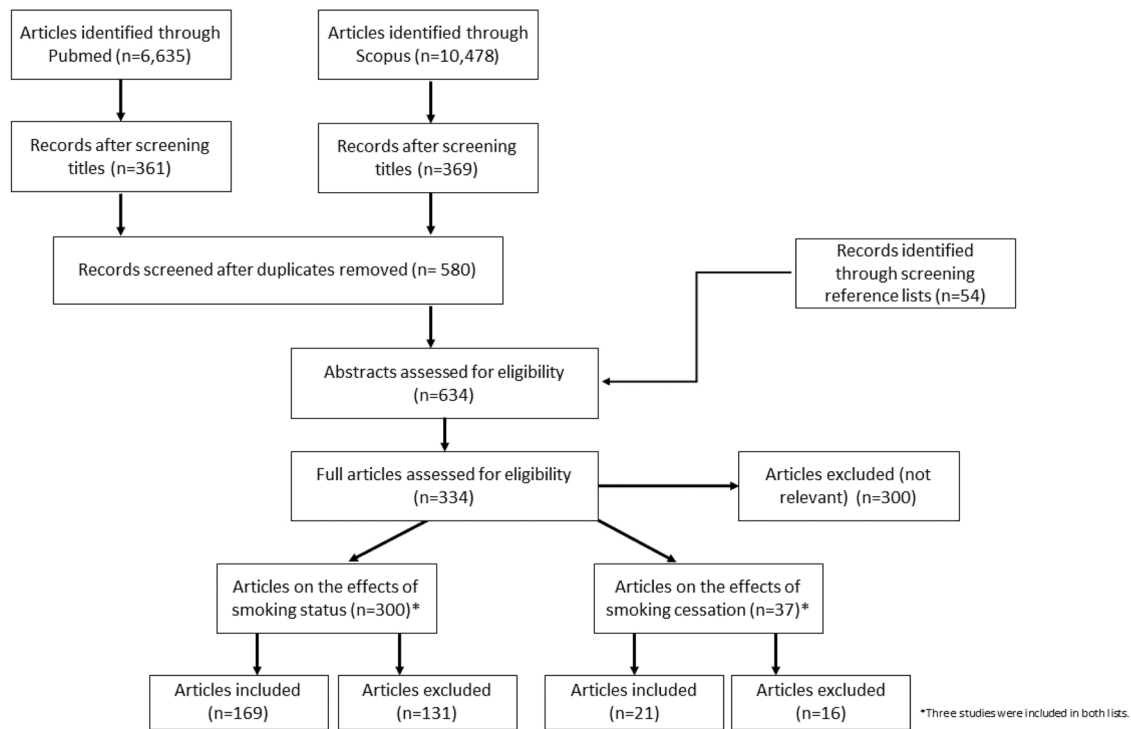 Articles identified through
Pubmed (n=6,635)
Articles identified through
Scopus (n=10,478)
Records after screening
titles (n=361)
Records after screening
titles (n=369)
Records screened after duplicates removed (n= 580)
Records identified
through screening
reference lists (n=54)
Abstracts assessed for eligibility
(n=634)
Full articles assessed for eligibility
(n=334)
Articles excluded (not
relevant) (n=300)
Articles on the effects of
smoking status (n=300)*
Articles on the effects of
smoking cessation (n=37)*
Articles included
(n=169)
Articles excluded
(n=131)
Articles included
(n=21)
Articles excluded
(n=16)
*Three studies were included in both lists.